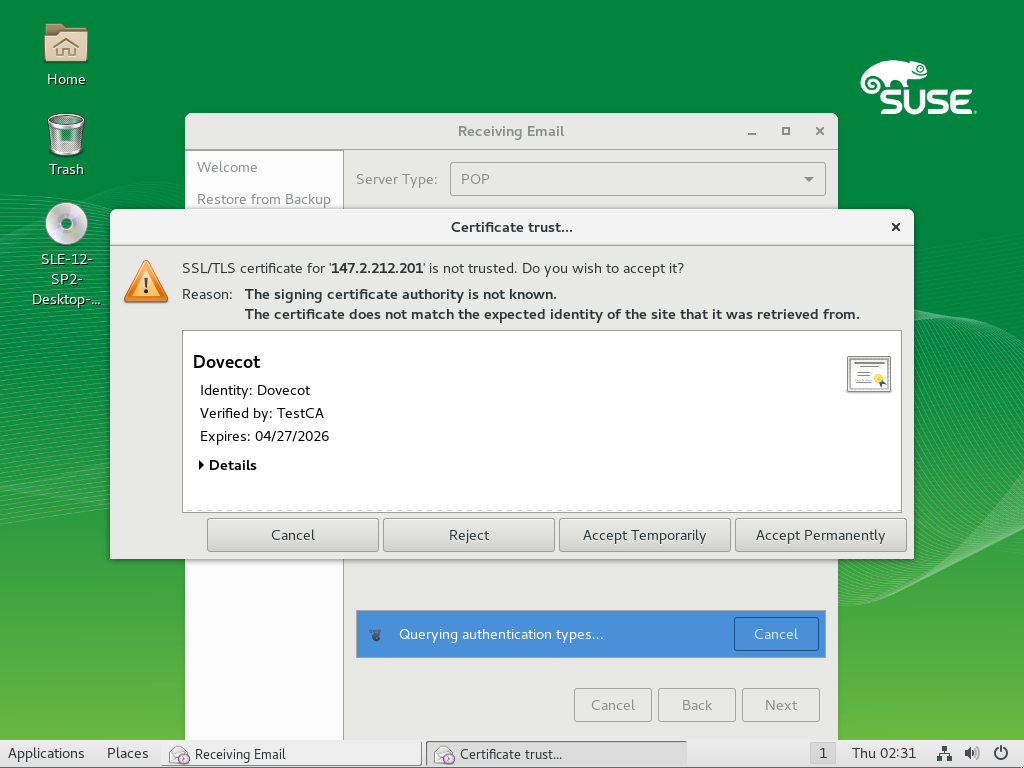 Home
Trash
SLE-12-
SP2-
Desktop-...
SUSE
Receiving Email
Welcome
Restore from Backup
Server Type:
POP
Certificate trust...
SSL/TLS certificate for '147.2.212.201' is not trusted. Do you wish to accept it?
Reason: The signing certificate authority is not known.
The certificate does not match the expected identity of the site that it was retrieved from.
Dovecot
Identity: Dovecot
Verified by: TestCA
Expires: 04/27/2026
Details
Cancel
Reject
Accept Temporarily
Accept Permanently
Querying authentication types...
Cancel
Cancel
Back
Next
Applications
Places
Receiving Email
Certificate trust...
1
Thu 02:31